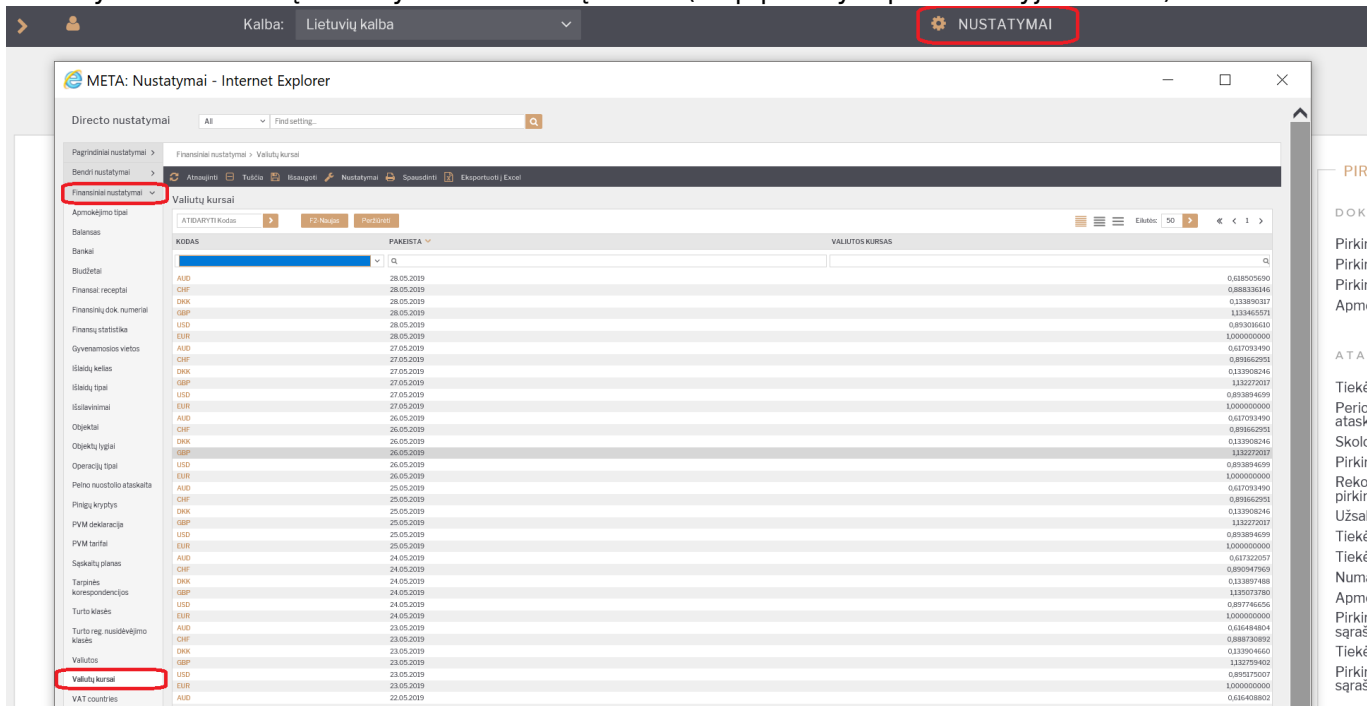 Kalba: Lietuvių kalba NUSTATYMAI
META: Nustatymai - Internet Explorer
Directo nustatymai All Find setting...
Pagrindiniai nustatymai > Finansiniai nustatymai > Valiutų kursai
Bendri nustatymai > Atnaujinti Tuščia Išsaugoti Nustatymai Spausdinti Eksportuoti į Excel
Finansiniai nustatymai Valiutų kursai
Apmokėjimo tipai ATIDARYTI Kodas F2-Naujas Peržiūrėti Eilutės: 50 « < 1 >
Balansas
Bankai
Biudžetai
Finansal. receptai
Finansinių dok. numeriai
Finansų statistika
Gyvenamosios vietos
Išlaidų kelias
Išlaidų tipai
Išsilavinimai
Objektai
Objektų lygiai
Operacijų tipai
Pelno nuostolio ataskaita
Pinigų kryptys
PVM deklaracija
PVM tarifai
Sąskaitų planas
Tarpinės
korespondencijos
Turto klasės
Turto reg. nusidėvėjimo
klasės
Valiutos
Valiutų kursai
VAT countries
KODAS PAKEISTA VALIUTOS KURSAS
AUD 28.05.2019 0,618505690
CHF 28.05.2019 0,888336146
DKK 28.05.2019 0,133890317
GBP 28.05.2019 1,133465571
USD 28.05.2019 0,893016610
EUR 28.05.2019 1,000000000
AUD 27.05.2019 0,617093490
CHF 27.05.2019 0,891662951
DKK 27.05.2019 0,133908246
GBP 27.05.2019 1,132272017
USD 27.05.2019 0,893894699
EUR 27.05.2019 1,000000000
AUD 26.05.2019 0,617093490
CHF 26.05.2019 0,891662951
DKK 26.05.2019 0,133908246
GBP 26.05.2019 1,132272017
USD 26.05.2019 0,893894699
EUR 26.05.2019 1,000000000
AUD 25.05.2019 0,617093490
CHF 25.05.2019 0,891662951
DKK 25.05.2019 0,133908246
GBP 25.05.2019 1,132272017
USD 25.05.2019 0,893894699
EUR 25.05.2019 1,000000000
AUD 24.05.2019 0,617322057
CHF 24.05.2019 0,890947969
DKK 24.05.2019 0,133897488
GBP 24.05.2019 1,135073780
USD 24.05.2019 0,897746656
EUR 24.05.2019 1,000000000
AUD 23.05.2019 0,616484804
CHF 23.05.2019 0,888730892
DKK 23.05.2019 0,133904660
GBP 23.05.2019 1,132759402
USD 23.05.2019 0,895175007
EUR 23.05.2019 1,000000000
AUD 22.05.2019 0,616408802